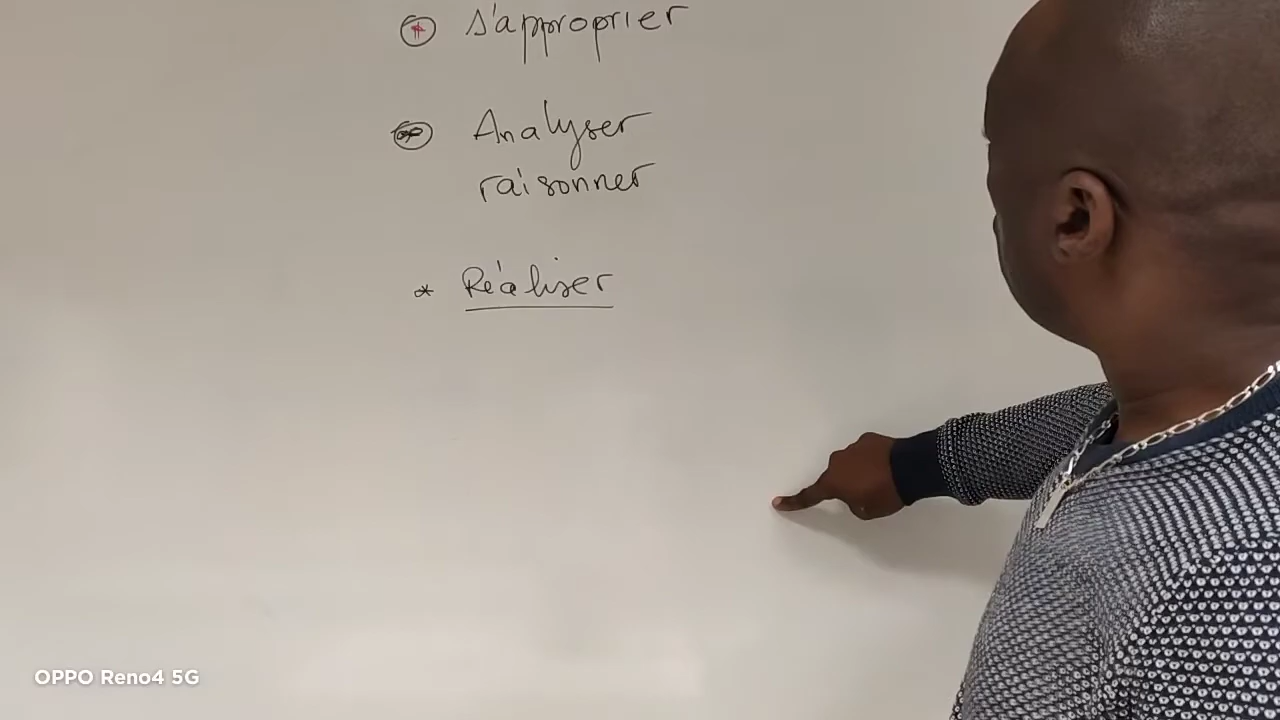 s'approprier
Analyser
raisonner
* Réaliser
OPPO Reno4 5G